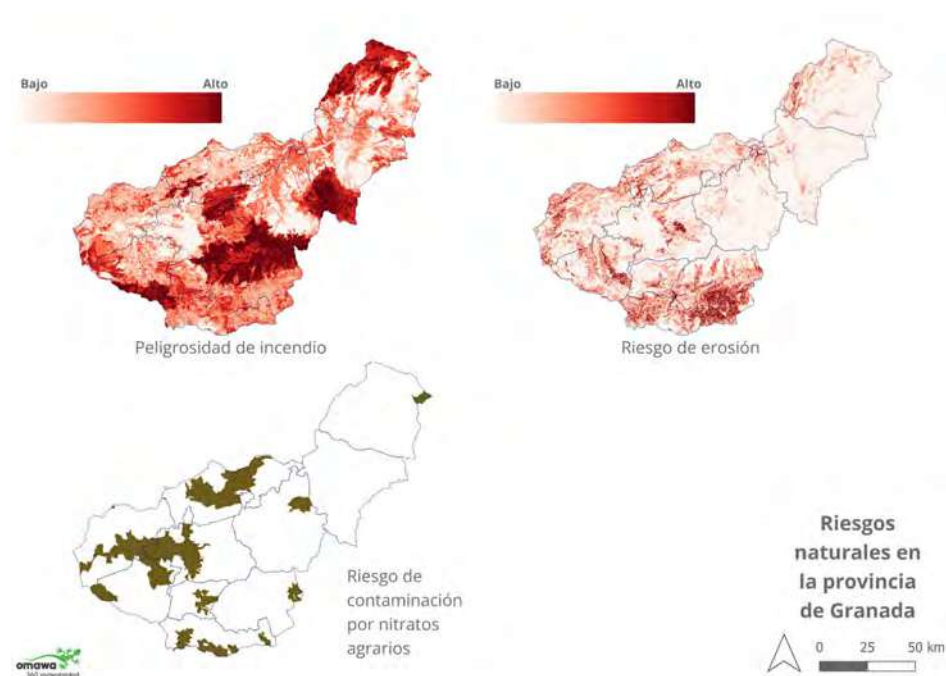 Bajo Alto
Bajo Alto
Peligrosidad de incendio
Riesgo de erosión
Riesgo de
contaminación
por nitratos
agrarios
Riesgos
naturales en
la provincia
de Granada
0 25 50 km
omawa